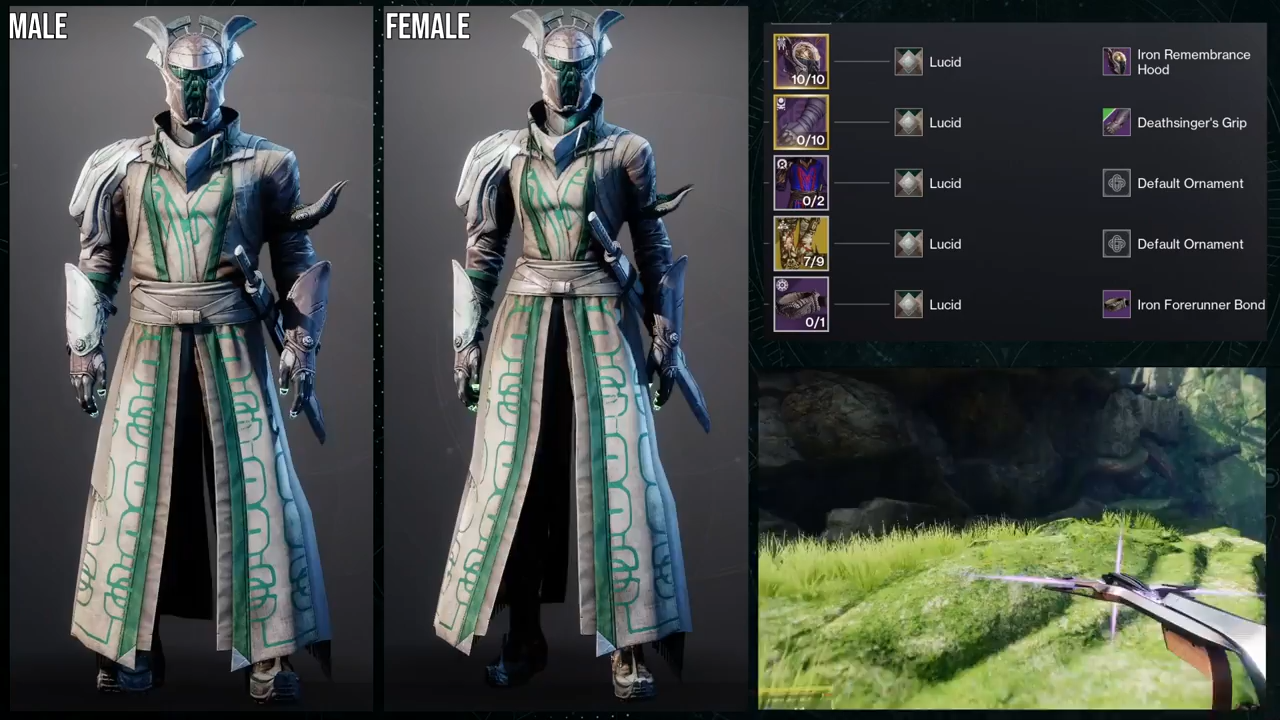 MALE
FEMALE
10/10
Lucid
Iron Remembrance
Hood
0/10
Lucid
Deathsinger's Grip
0/2
Lucid
Default Ornament
7/9
Lucid
Default Ornament
0/1
Lucid
Iron Forerunner Bond